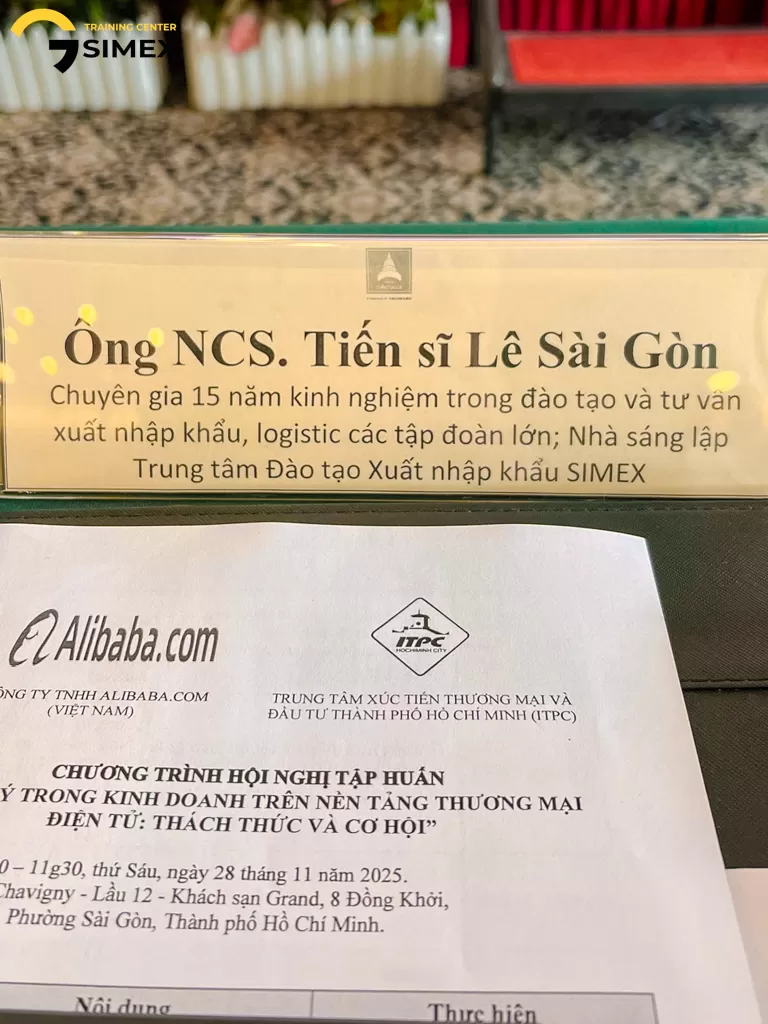 TRAINING CENTER
SIMEX
Ông NCS. Tiến sĩ Lê Sài Gòn
Chuyên gia 15 năm kinh nghiệm trong đào tạo và tư vấn
xuất nhập khẩu, logistic các tập đoàn lớn; Nhà sáng lập
Trung tâm Đào tạo Xuất nhập khẩu SIMEX
Alibaba.com
ITPC
HOCHIMINH CITY
TY TNHH ALIBABA.COM
(VIỆT NAM)
TRUNG TÂM XÚC TIẾN THƯƠNG MẠI VÀ
ĐẦU TƯ THÀNH PHỐ HỒ CHÍ MINH (ITPC)
CHƯƠNG TRÌNH HỘI NGHỊ TẬP HUẤN
Ý TRONG KINH DOANH TRÊN NỀN TẢNG THƯƠNG MẠI
ĐIỆN TỬ: THÁCH THỨC VÀ CƠ HỘI”
0 – 11g30, thứ Sáu, ngày 28 tháng 11 năm 2025.
Chavigny - Lầu 12 - Khách sạn Grand, 8 Đồng Khởi,
Phường Sài Gòn, Thành phố Hồ Chí Minh.
Nội dung
Thực hiện